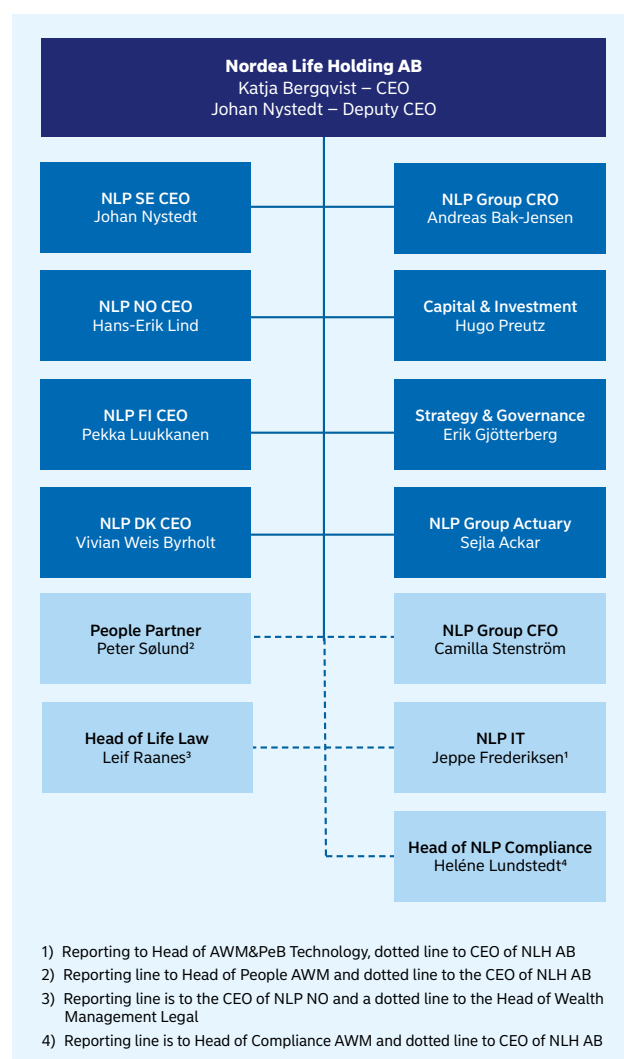 Nordea Life Holding AB
Katja Bergqvist – CEO
Johan Nystedt – Deputy CEO
NLP SE CEO
Johan Nystedt
NLP Group CRO
Andreas Bak-Jensen
NLP NO CEO
Hans-Erik Lind
Capital & Investment
Hugo Preutz
NLP FI CEO
Pekka Luukkanen
Strategy & Governance
Erik Gjötterberg
NLP DK CEO
Vivian Weis Byrholt
NLP Group Actuary
Sejla Ackar
People Partner
Peter Sølund²
NLP Group CFO
Camilla Stenström
Head of Life Law
Leif Raanes³
NLP IT
Jeppe Frederiksen¹
Head of NLP Compliance
Heléne Lundstedt⁴
1) Reporting to Head of AWM&PeB Technology, dotted line to CEO of NLH AB
2) Reporting line to Head of People AWM and dotted line to the CEO of NLH AB
3) Reporting line is to the CEO of NLP NO and a dotted line to the Head of Wealth
Management Legal
4) Reporting line is to Head of Compliance AWM and dotted line to CEO of NLH AB